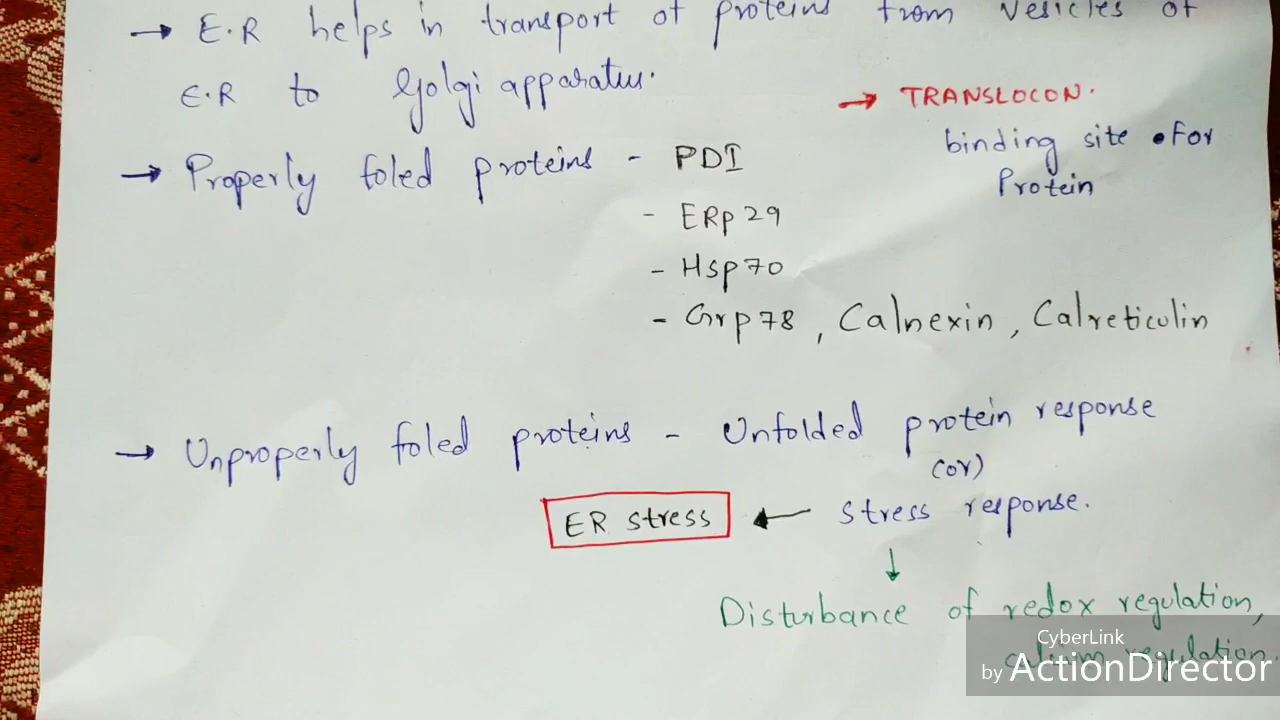 → E.R helps in transport of proteins from vesicles of
E.R to Golgi apparatus.
→ TRANSLOCON.
binding site • For
Protein
→ Properly foled proteins - PDI
- ERp29
- Hsp70
- Grp78, Calnexin, Calreticulin
→ Unproperly foled proteins - Unfolded protein response
(or)
ER stress ← stress response.
↓
Disturbance of redox regulation,
regulation.
CyberLink
by ActionDirector